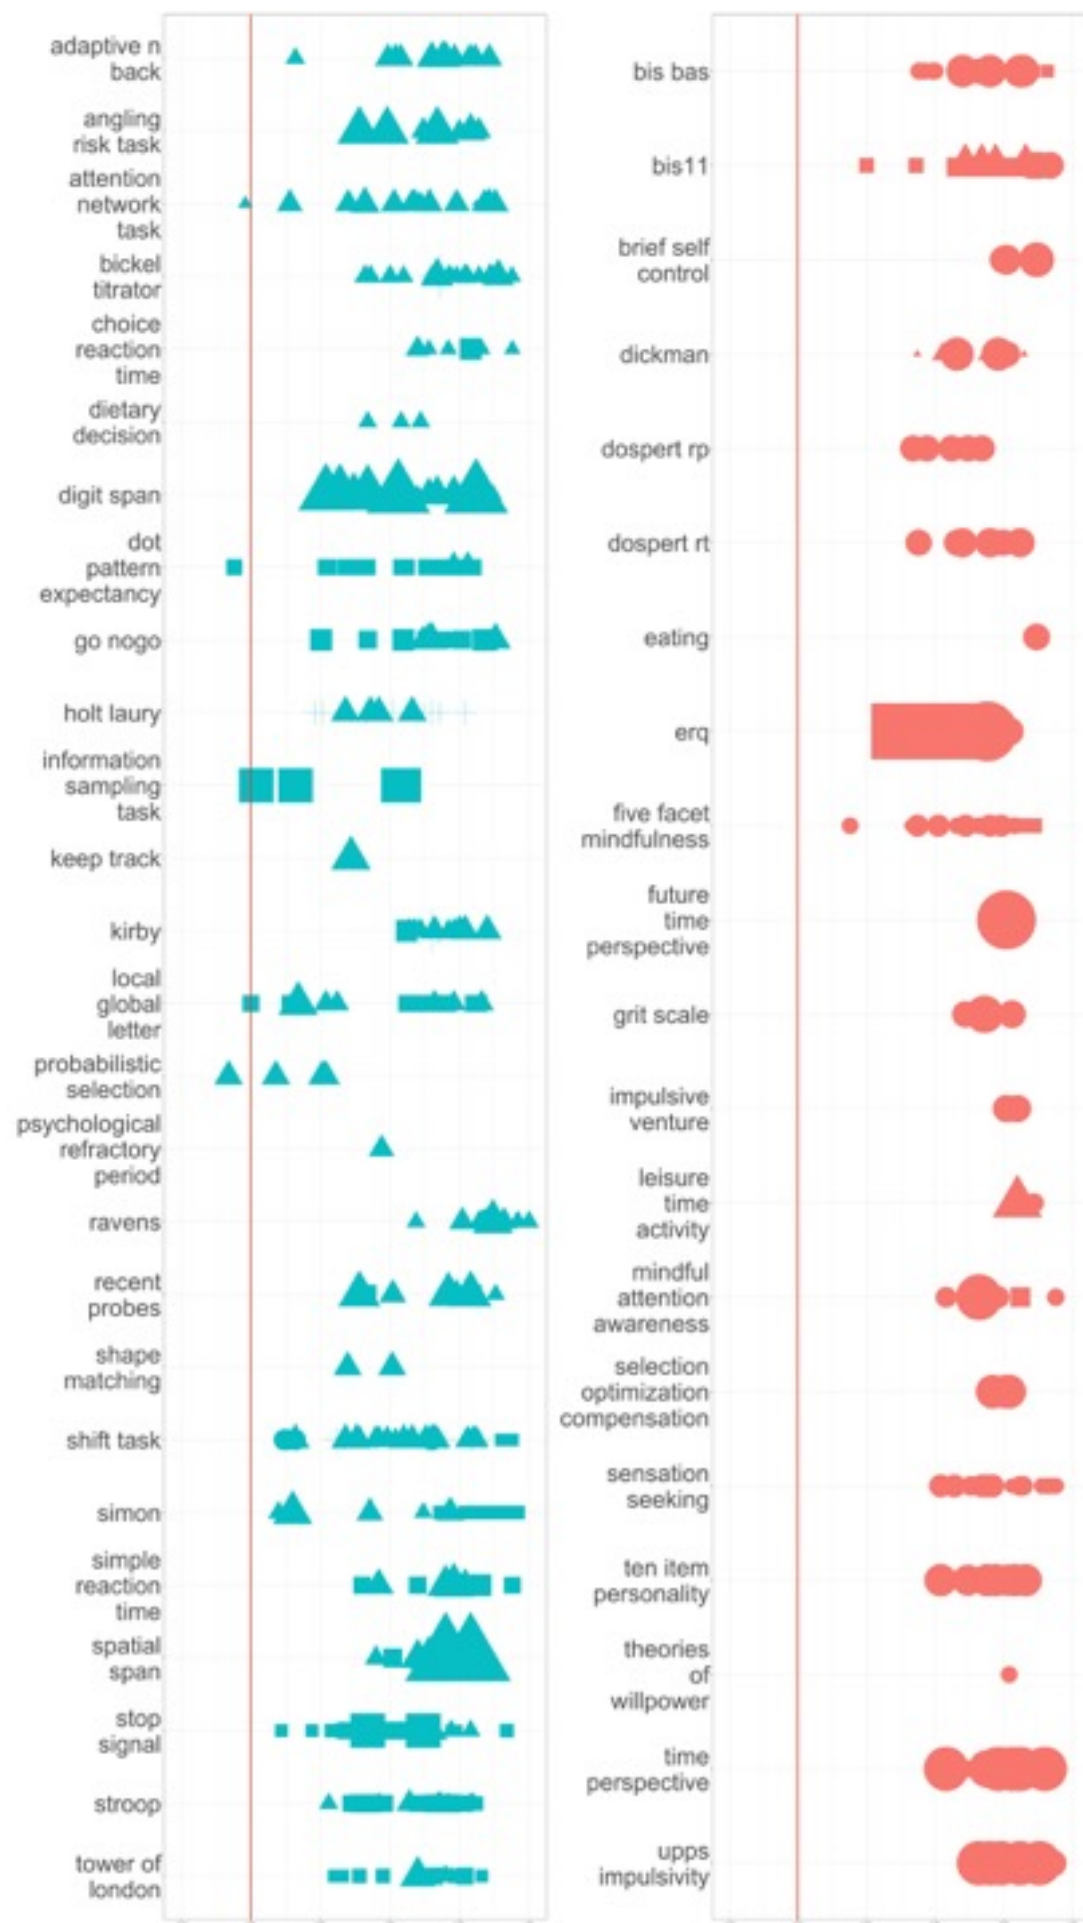 adaptive n
back
angling
risk task
attention
network
task
bickel
titrator
choice
reaction
time
dietary
decision
digit span
dot
pattern
expectancy
go nogo
holt laury
information
sampling
task
keep track
kirby
local
global
letter
probabilistic
selection
psychological
refractory
period
ravens
recent
probes
shape
matching
shift task
simon
simple
reaction
time
spatial
span
stop
signal
stroop
tower of
london
bis bas
bis11
brief self
control
dickman
dospert rp
dospert rt
eating
erq
five facet
mindfulness
future
time
perspective
grit scale
impulsive
venture
leisure
time
activity
mindful
attention
awareness
selection
optimization
compensation
sensation
seeking
ten item
personality
theories
of
willpower
time
perspective
upps
impulsivity